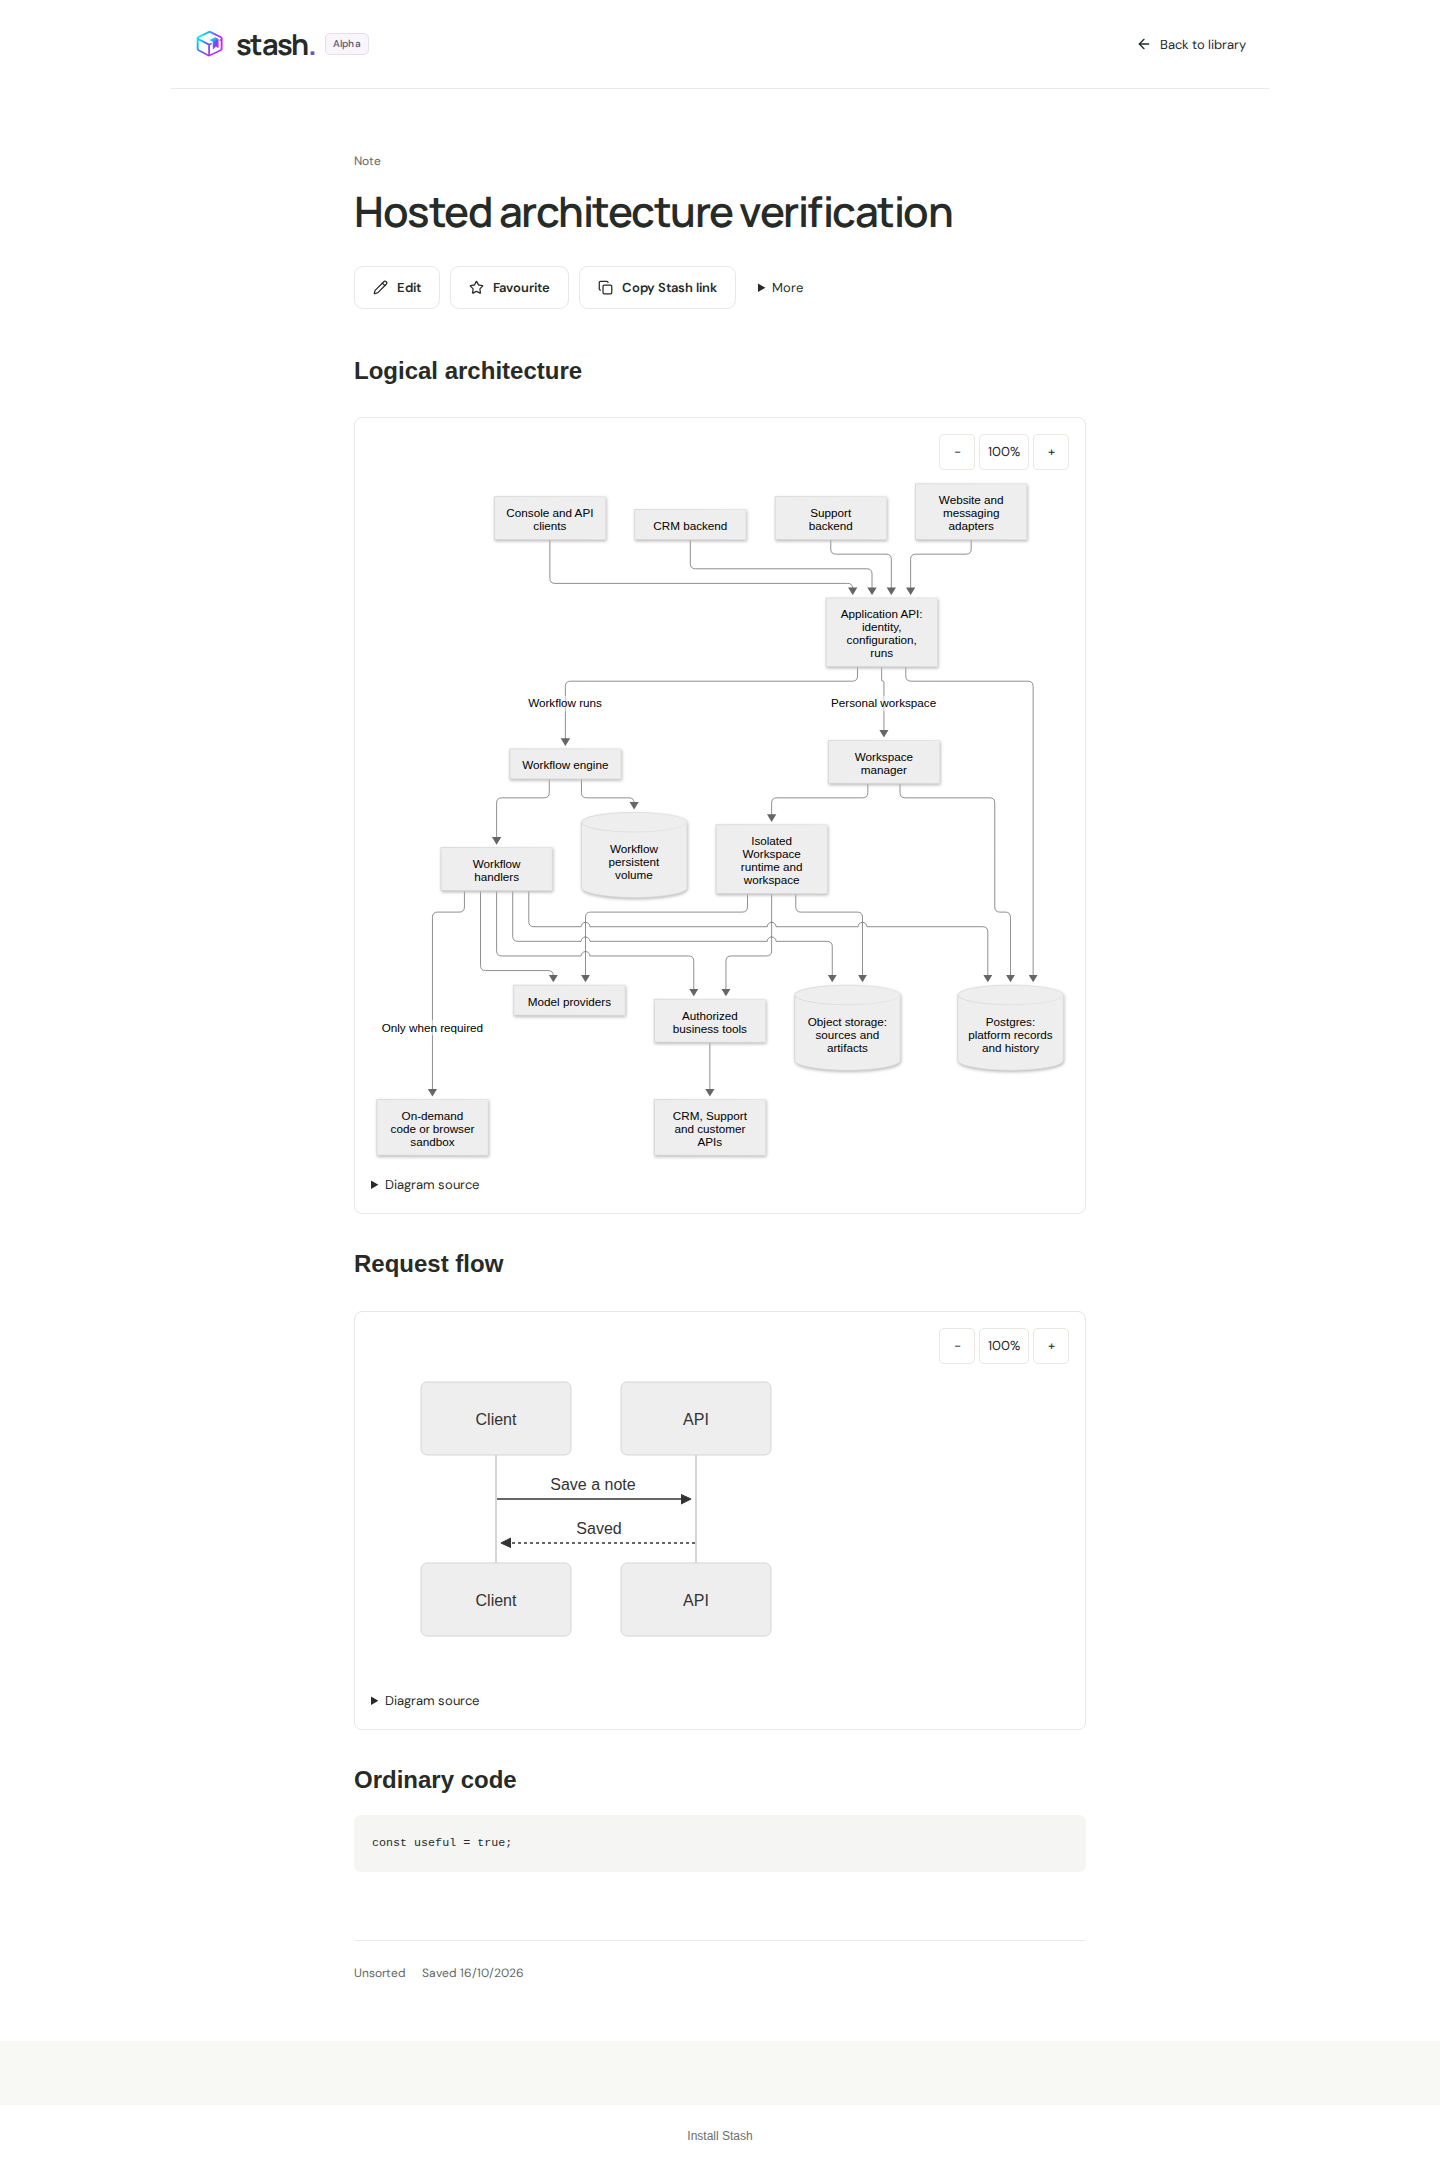 stash. Alpha
Back to library
Note
Hosted architecture verification
Edit
Favourite
Copy Stash link
More
Logical architecture
−
100%
+
Console and API
clients
CRM backend
Support
backend
Website and
messaging
adapters
Application API:
identity,
configuration,
runs
Workflow runs
Personal workspace
Workflow engine
Workspace
manager
Workflow
handlers
Workflow
persistent
volume
Isolated
Workspace
runtime and
workspace
Model providers
Only when required
Authorized
business tools
Object storage:
sources and
artifacts
Postgres:
platform records
and history
On-demand
code or browser
sandbox
CRM, Support
and customer
APIs
Diagram source
Request flow
−
100%
+
Client
API
Save a note
Saved
Client
API
Diagram source
Ordinary code
const useful = true;
Unsorted
Saved 16/10/2026
Install Stash